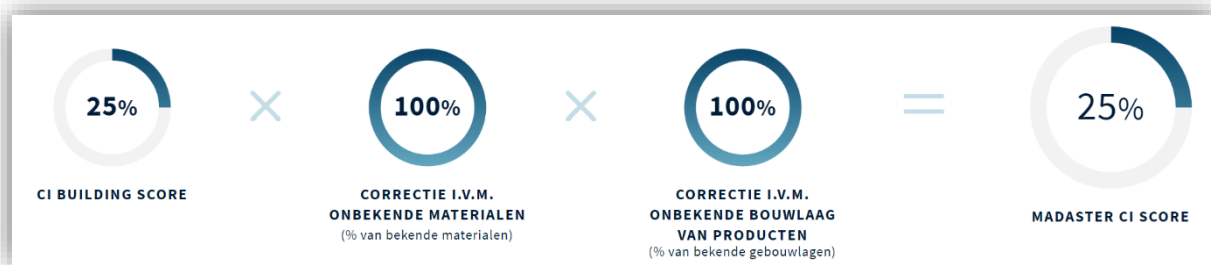 25%
×
100%
×
100%
=
25%
CI BUILDING SCORE
CORRECTIE I.V.M.
ONBEKENDE MATERIALEN
(% van bekende materialen)
CORRECTIE I.V.M.
ONBEKENDE BOUWLAAG
VAN PRODUCTEN
(% van bekende gebouwlagen)
MADASTER CI SCORE